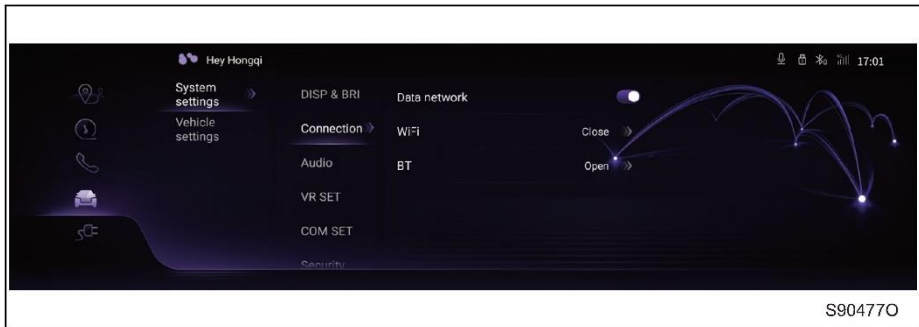 Hey Hongqi
17:01
System
settings
Vehicle
settings
DISP & BRI
Connection
Audio
VR SET
COM SET
Security
Data network
WiFi
Close
BT
Open
S90477O